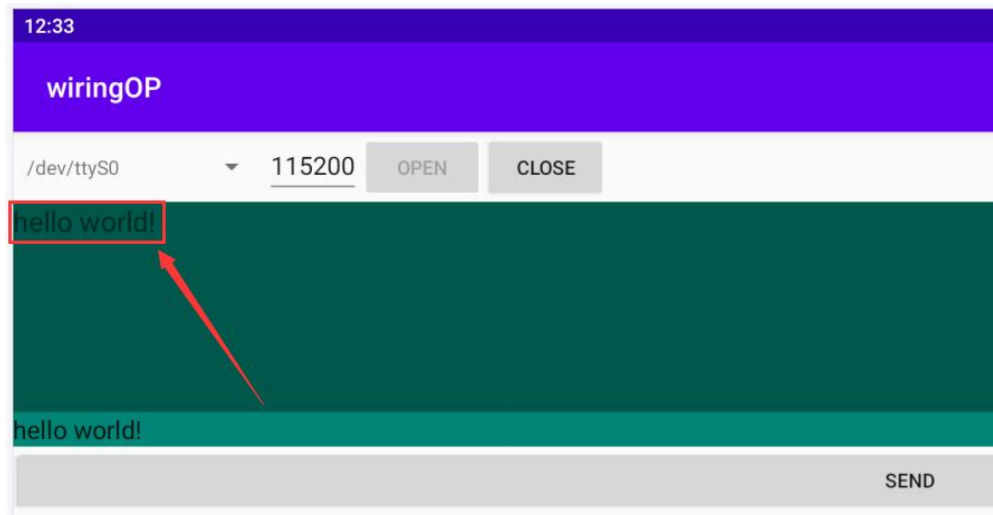 12:33
wiringOP
/dev/ttyS0 115200 OPEN CLOSE
hello world!
hello world!
SEND